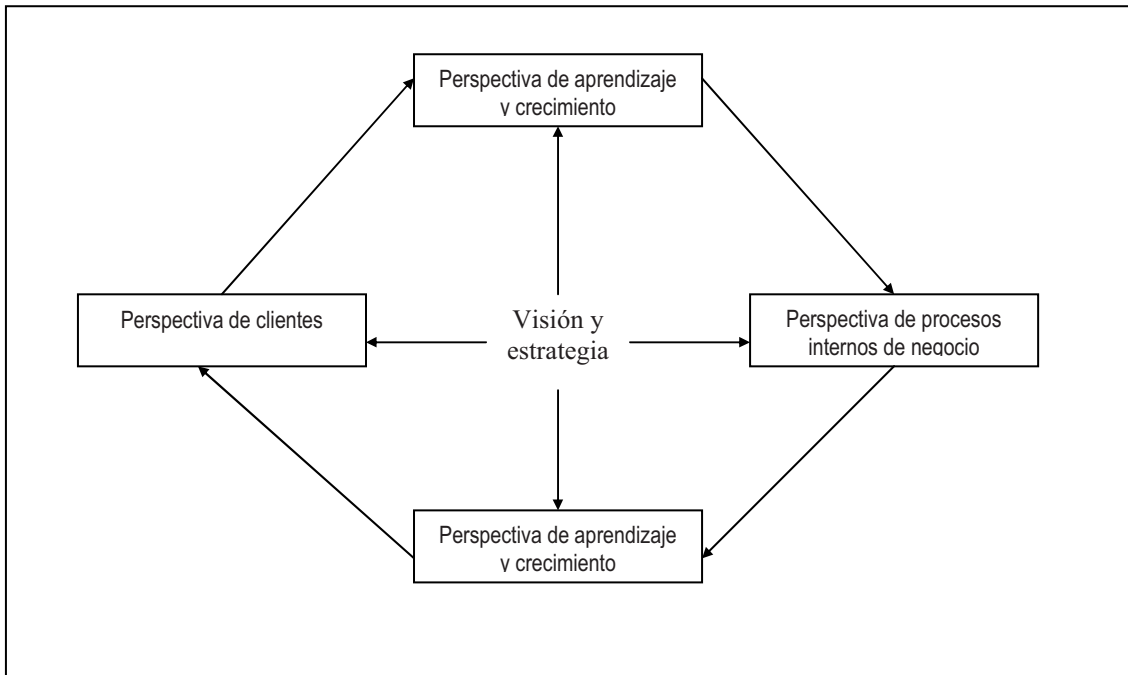 Perspectiva de aprendizaje
y crecimiento
Perspectiva de clientes
Visión y
estrategia
Perspectiva de procesos
internos de negocio
Perspectiva de aprendizaje
y crecimiento